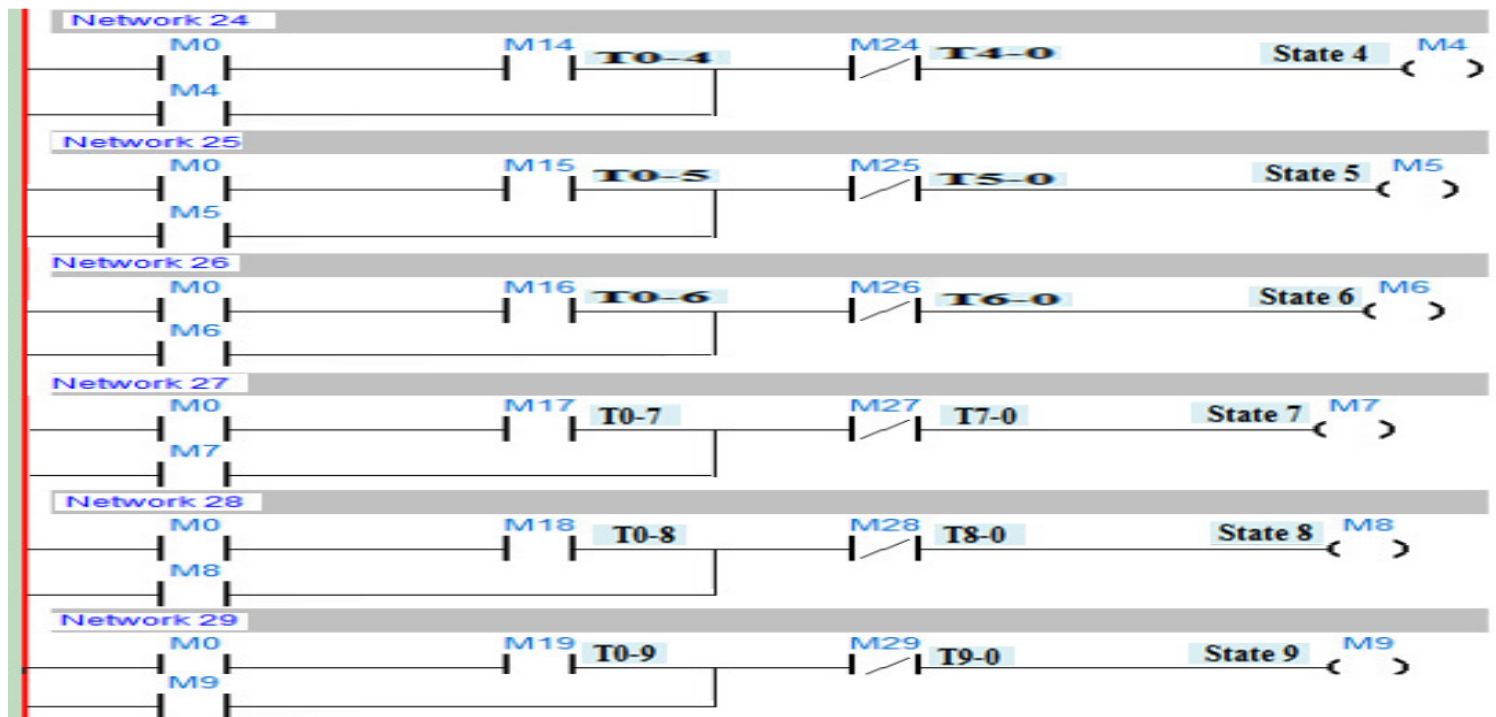 Network 24
M0 M14 T0-4 M24 T4-0 State 4 M4
M4
Network 25
M0 M15 T0-5 M25 T5-0 State 5 M5
M5
Network 26
M0 M16 T0-6 M26 T6-0 State 6 M6
M6
Network 27
M0 M17 T0-7 M27 T7-0 State 7 M7
M7
Network 28
M0 M18 T0-8 M28 T8-0 State 8 M8
M8
Network 29
M0 M19 T0-9 M29 T9-0 State 9 M9
M9